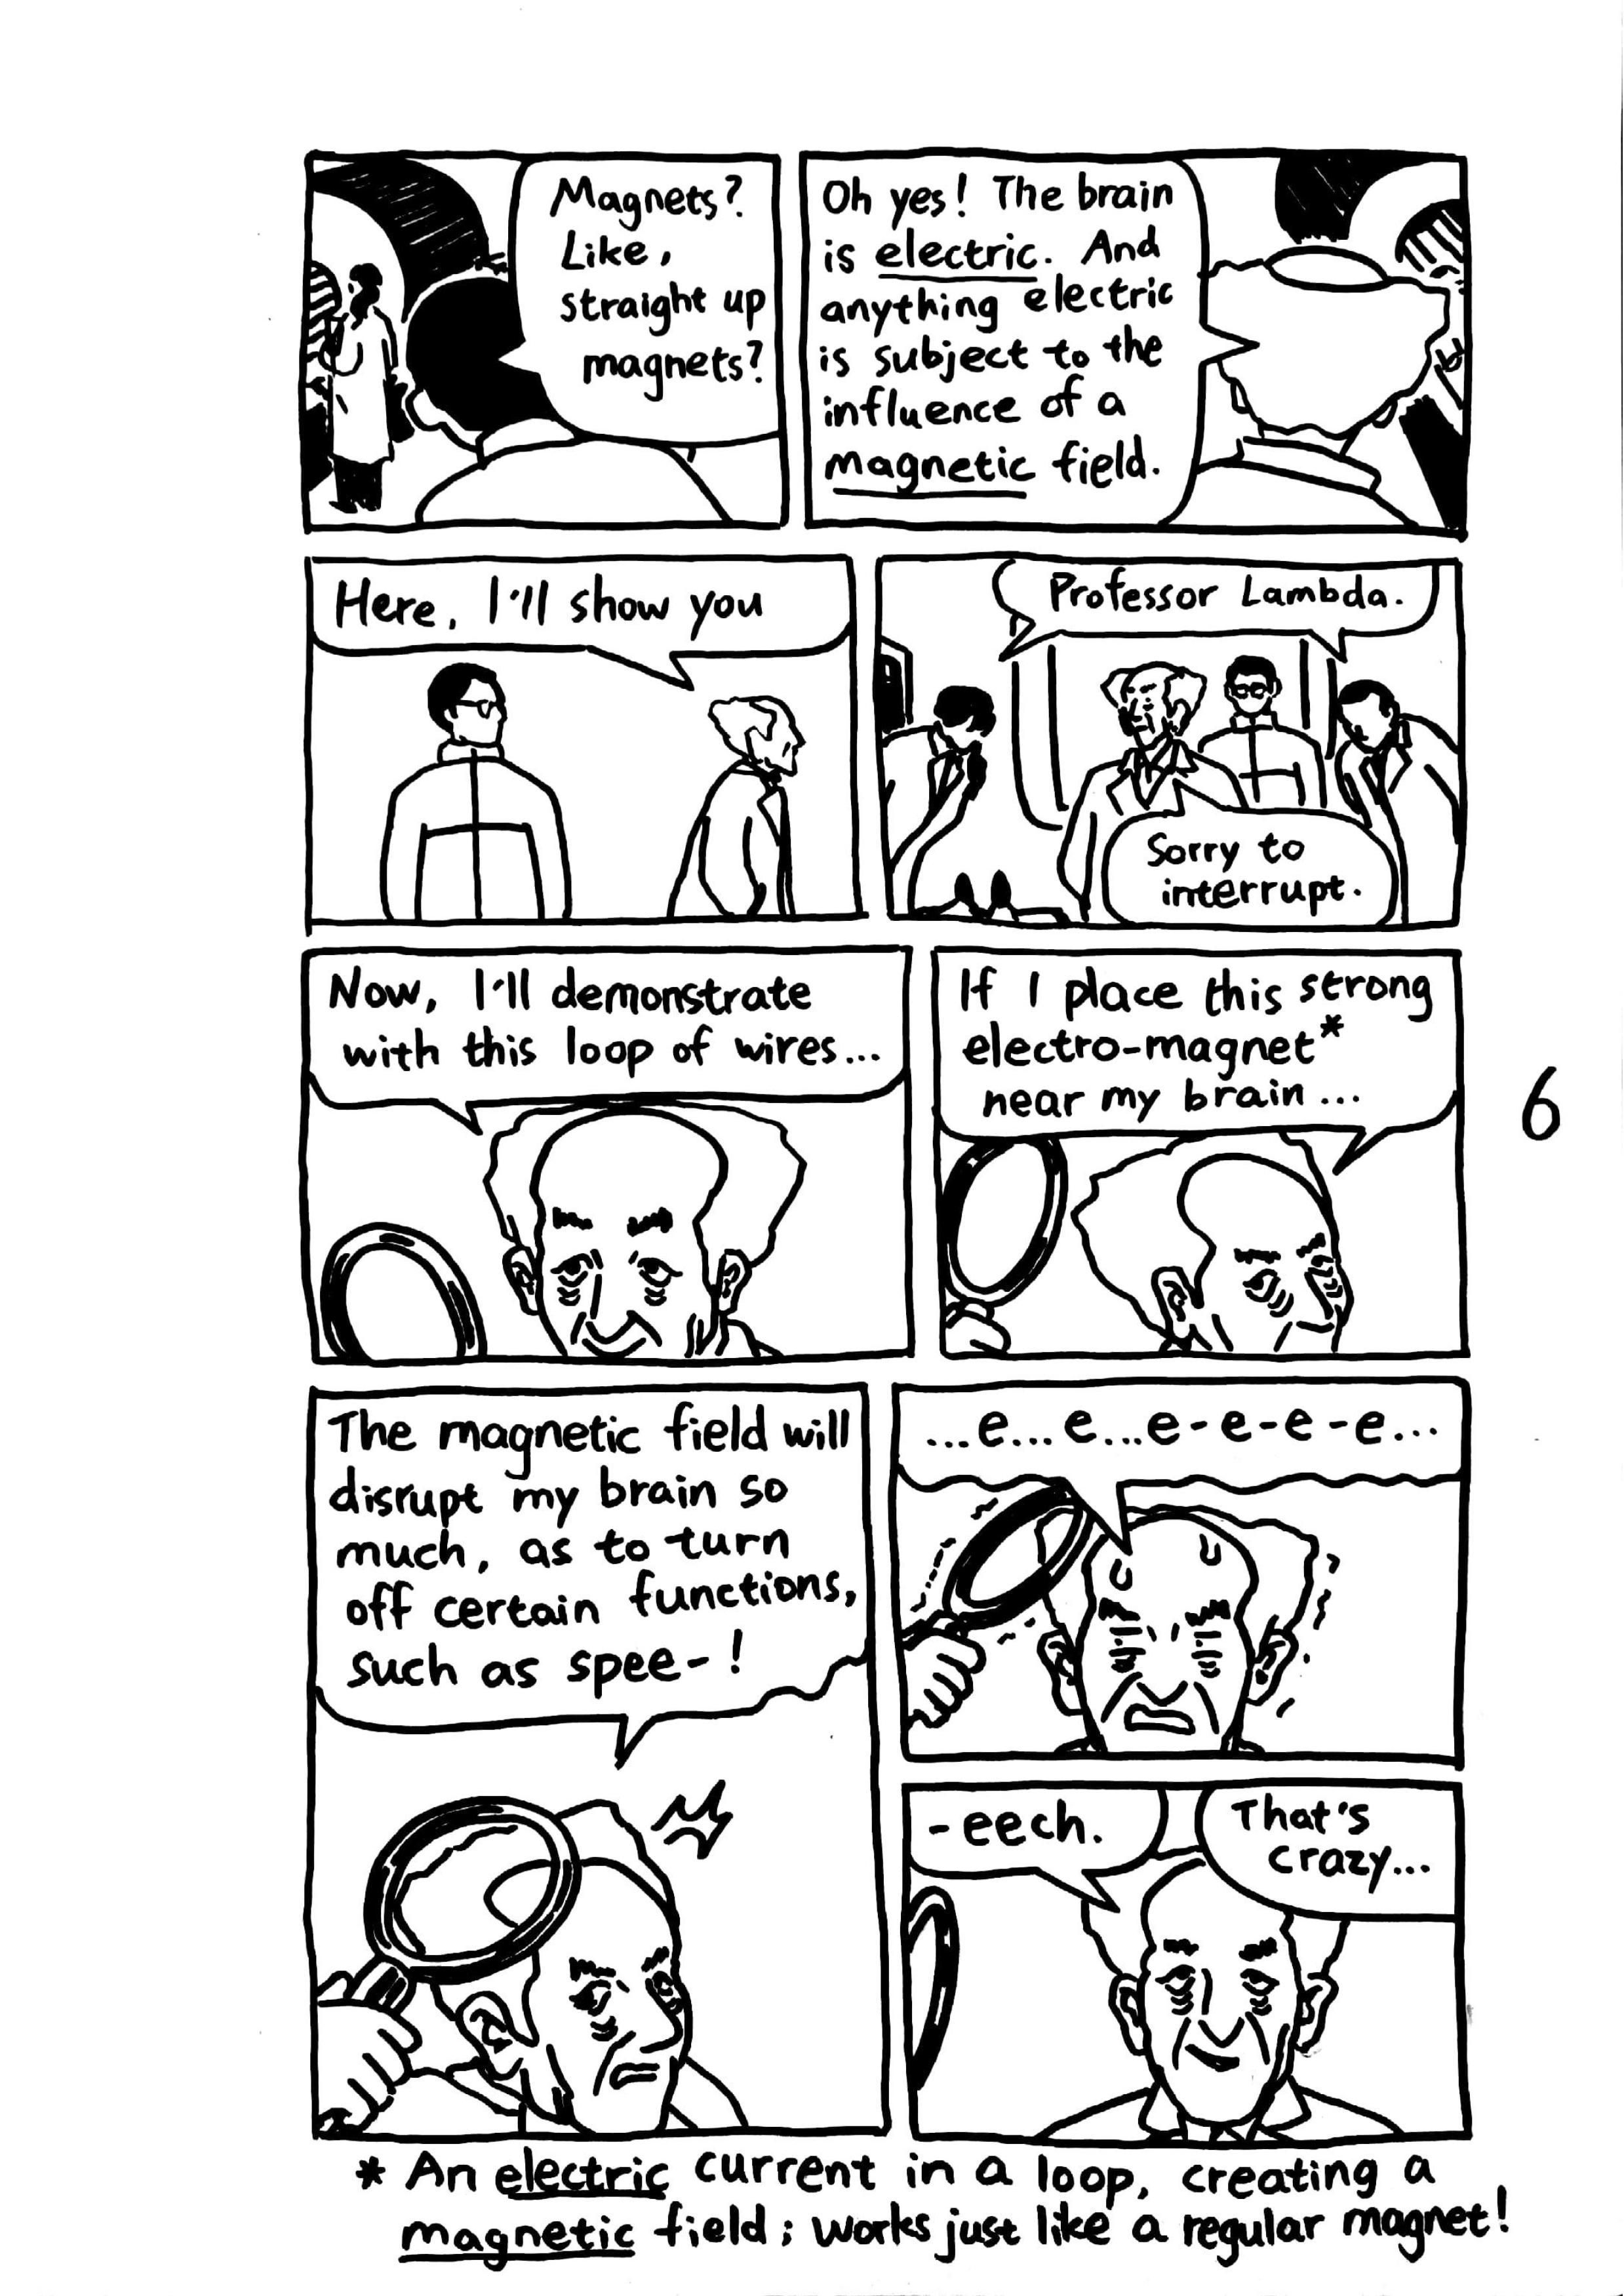 Magnets?
Like,
straight up
magnets?
Oh yes! The brain
is electric. And
anything electric
is subject to the
influence of a
magnetic field.
Here, I'll show you
Professor Lambda.
Sorry to
interrupt.
Now, I'll demonstrate
with this loop of wires...
If I place this strong
electro-magnet*
near my brain...
6
The magnetic field will
disrupt my brain so
much, as to turn
off certain functions,
such as spee-!
...e...e...e-e-e-e...
-eech.
That's
crazy...
* An electric current in a loop, creating a
magnetic field; works just like a regular magnet!